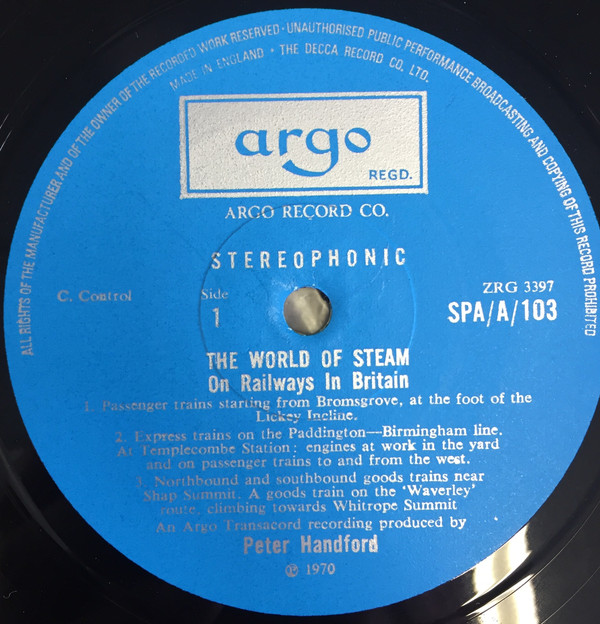 ALL RIGHTS OF THE MANUFACTURER AND OF THE OWNER OF THE RECORDED WORK RESERVED · UNAUTHORISED PUBLIC PERFORMANCE BROADCASTING AND COPYING OF THIS RECORD PROHIBITED
MADE IN ENGLAND · THE DECCA RECORD CO. LTD.
argo
REGD.
ARGO RECORD CO.
STEREOPHONIC
C. Control
Side
1
ZRG 3397
SPA/A/103
THE WORLD OF STEAM
On Railways In Britain
1. Passenger trains starting from Bromsgrove, at the foot of the
Lickey Incline.
2. Express trains on the Paddington—Birmingham line.
At Templecombe Station: engines at work in the yard
and on passenger trains to and from the west.
3. Northbound and southbound goods trains near
Shap Summit. A goods train on the 'Waverley'
route, climbing towards Whitrope Summit
An Argo Transacord recording produced by
Peter Handford
℗ 1970